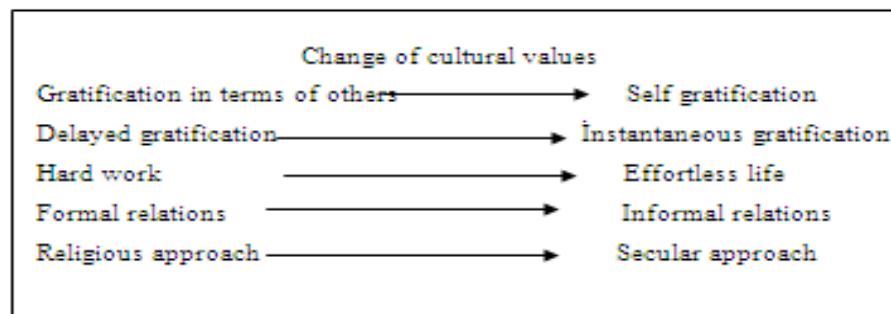 Change of cultural values
Gratification in terms of others Self gratification
Delayed gratification İnstantaneous gratification
Hard work Effortless life
Formal relations Informal relations
Religious approach Secular approach